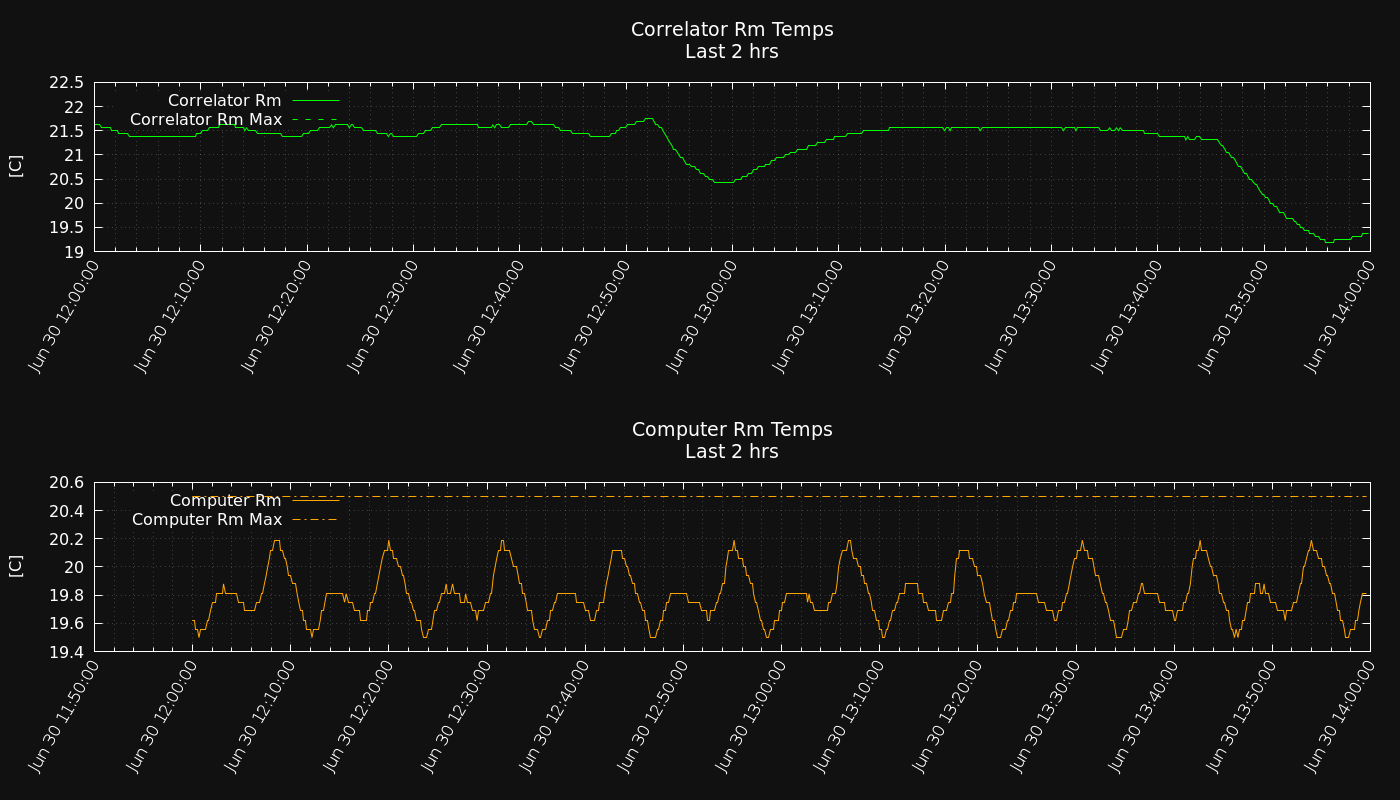 Correlator Rm Temps
Last 2 hrs
22.5
22
21.5
21
20.5
20
19.5
19
[C]
Correlator Rm
Correlator Rm Max
Jun 30 12:00:00
Jun 30 12:10:00
Jun 30 12:20:00
Jun 30 12:30:00
Jun 30 12:40:00
Jun 30 12:50:00
Jun 30 13:00:00
Jun 30 13:10:00
Jun 30 13:20:00
Jun 30 13:30:00
Jun 30 13:40:00
Jun 30 13:50:00
Jun 30 14:00:00
Computer Rm Temps
Last 2 hrs
20.6
20.4
20.2
20
19.8
19.6
19.4
[C]
Computer Rm
Computer Rm Max
Jun 30 11:50:00
Jun 30 12:00:00
Jun 30 12:10:00
Jun 30 12:20:00
Jun 30 12:30:00
Jun 30 12:40:00
Jun 30 12:50:00
Jun 30 13:00:00
Jun 30 13:10:00
Jun 30 13:20:00
Jun 30 13:30:00
Jun 30 13:40:00
Jun 30 13:50:00
Jun 30 14:00:00